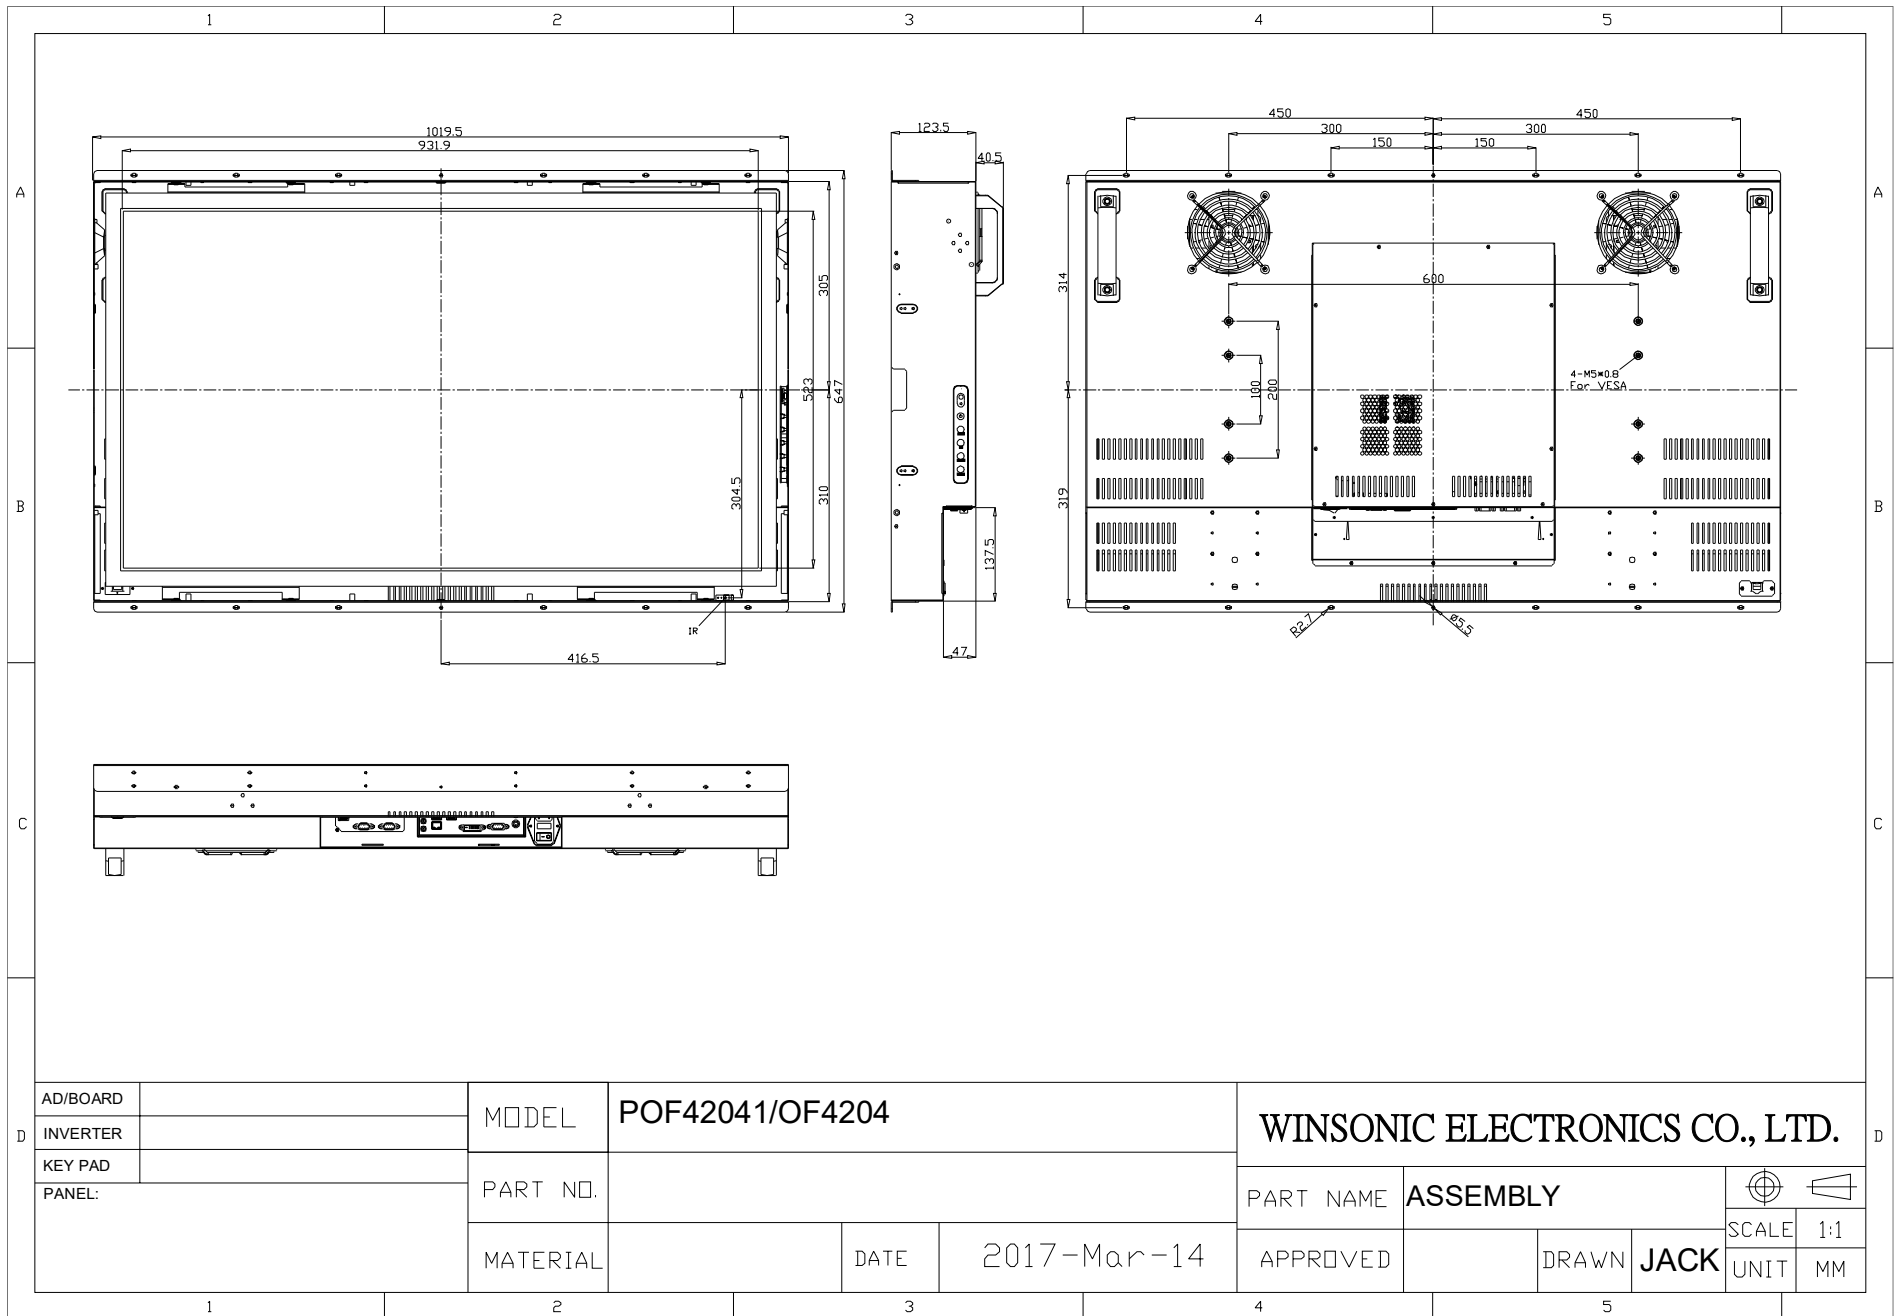 1 2 3 4 5
A A
B B
C C
D D
1019.5
931.9
305
523
647
304.5
310
IR
416.5
123.5
40.5
137.5
47
450 450
300 300
150 150
314
600
100
200
4-M5*0.8
For VESA
319
R2.7
Ø5.5
AD/BOARD
INVERTER
KEY PAD
PANEL:
MODEL POF42041/OF4204
PART NO.
MATERIAL
DATE 2017-Mar-14
WINSONIC ELECTRONICS CO., LTD.
PART NAME ASSEMBLY
SCALE 1:1
APPROVED
DRAWN JACK
UNIT MM
1 2 3 4 5